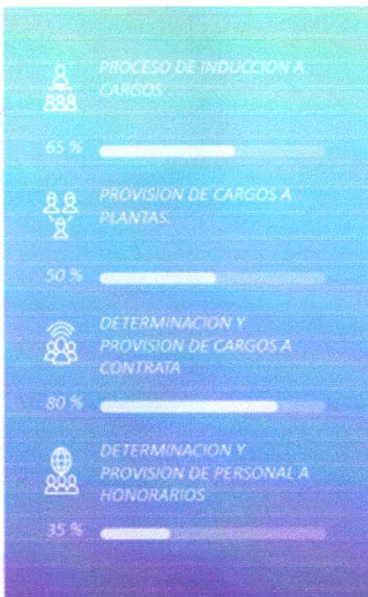 PROCESO DE INDUCCION A
CARGOS.
65 %
PROVISION DE CARGOS A
PLANTAS.
50 %
DETERMINACION Y
PROVISION DE CARGOS A
CONTRATA
80 %
DETERMINACION Y
PROVISION DE PERSONAL A
HONORARIOS
35 %